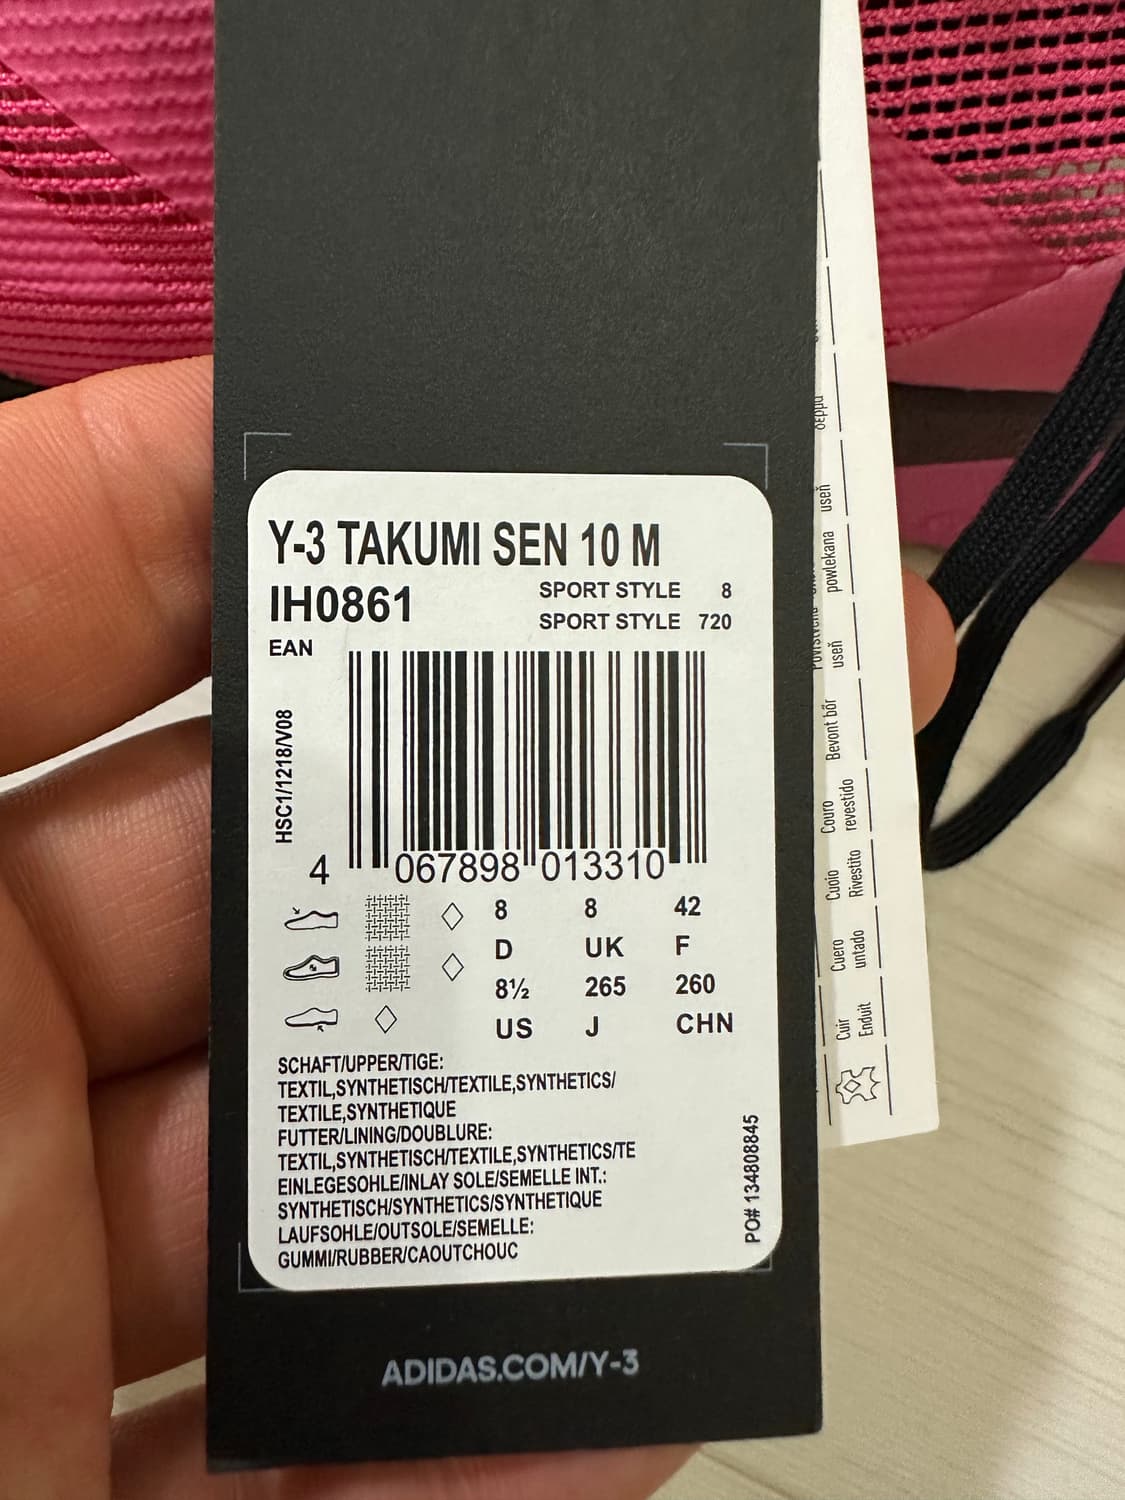 Y-3 TAKUMI SEN 10 M
IH0861
SPORT STYLE 8
SPORT STYLE 720
EAN
HSC1/1218/V08
4 067898 013310
8 8 42
D UK F
8½ 265 260
US J CHN
SCHAFT/UPPER/TIGE:
TEXTIL,SYNTHETISCH/TEXTILE,SYNTHETICS/
TEXTILE,SYNTHETIQUE
FUTTER/LINING/DOUBLURE:
TEXTIL,SYNTHETISCH/TEXTILE,SYNTHETICS/TE
EINLEGESOHLE/INLAY SOLE/SEMELLE INT.:
SYNTHETISCH/SYNTHETICS/SYNTHETIQUE
LAUFSOHLE/OUTSOLE/SEMELLE:
GUMMI/RUBBER/CAOUTCHOUC
PO# 134808845
ADIDAS.COM/Y-3
Cuir
Enduit
Cuero
untado
Cuoio
Rivestito
Couro
revestido
Bevont bőr
useň
powlekana
useň
δέρμα